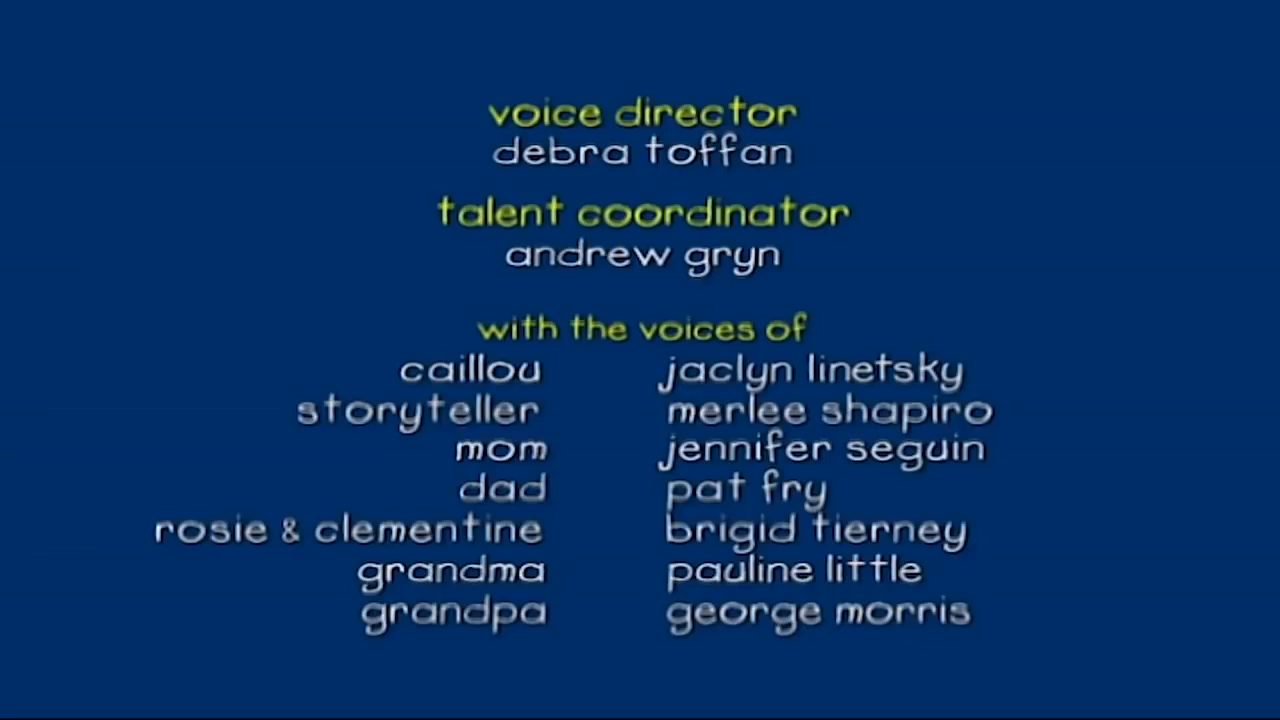 voice director
debra toffan
talent coordinator
andrew gryn
with the voices of
caillou jaclyn linetsky
storyteller merlee shapiro
mom jennifer seguin
dad pat fry
rosie & clementine brigid tierney
grandma pauline little
grandpa george morris